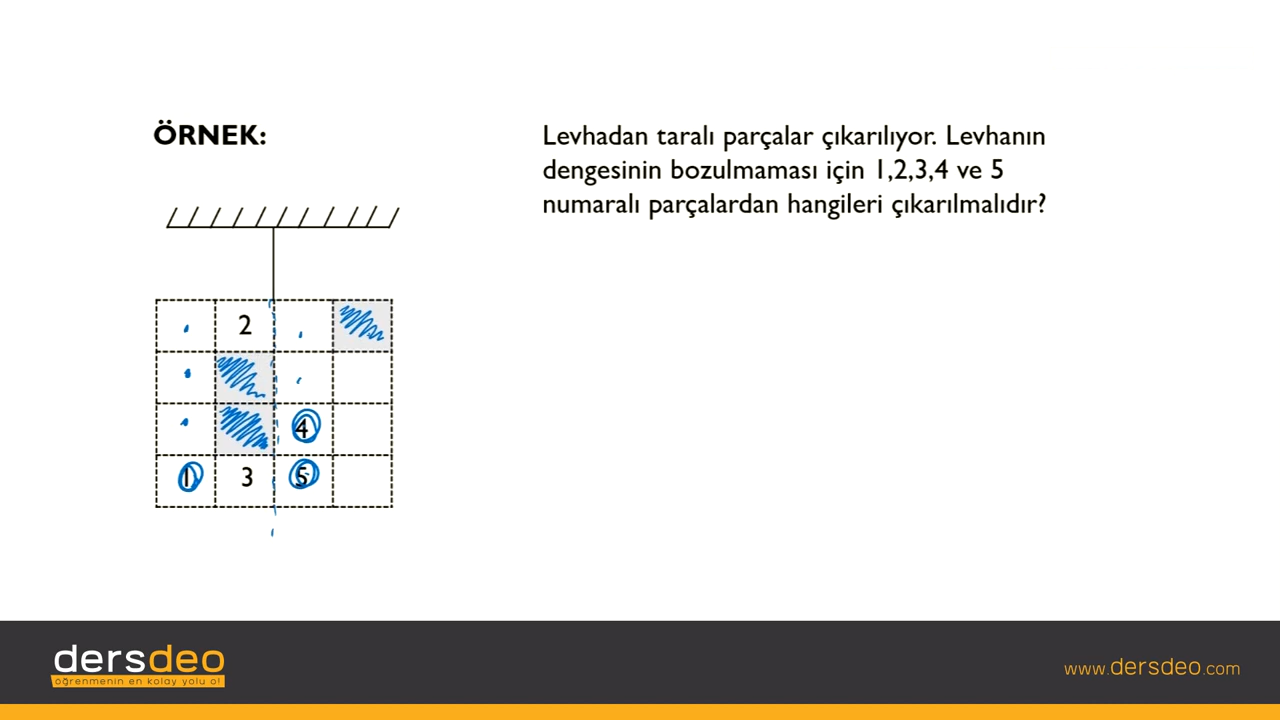 ÖRNEK:
Levhadan taralı parçalar çıkarılıyor. Levhanın
dengesinin bozulmaması için 1,2,3,4 ve 5
numaralı parçalardan hangileri çıkarılmalıdır?
2
4
1 3 5
dersdeo
öğrenmenin en kolay yolu o!
www.dersdeo.com